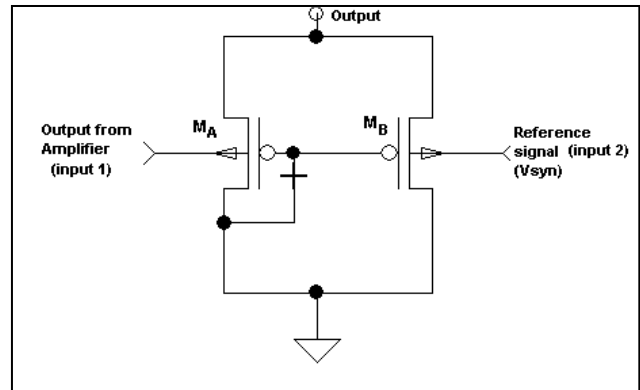 Output
Output from
Amplifier
(input 1)
MA
MB
Reference
signal (input 2)
(Vsyn)